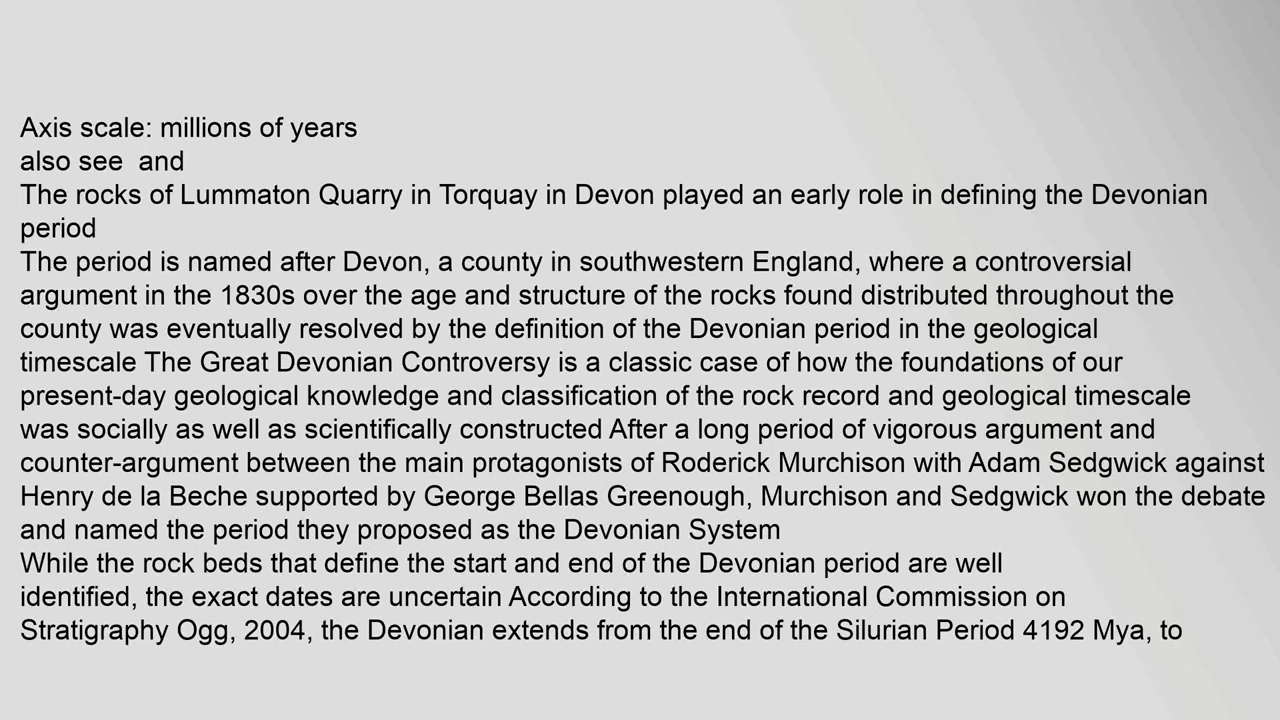 Axis scale: millions of years
also see  and
The rocks of Lummaton Quarry in Torquay in Devon played an early role in defining the Devonian
period
The period is named after Devon, a county in southwestern England, where a controversial
argument in the 1830s over the age and structure of the rocks found distributed throughout the
county was eventually resolved by the definition of the Devonian period in the geological
timescale The Great Devonian Controversy is a classic case of how the foundations of our
present-day geological knowledge and classification of the rock record and geological timescale
was socially as well as scientifically constructed After a long period of vigorous argument and
counter-argument between the main protagonists of Roderick Murchison with Adam Sedgwick against
Henry de la Beche supported by George Bellas Greenough, Murchison and Sedgwick won the debate
and named the period they proposed as the Devonian System
While the rock beds that define the start and end of the Devonian period are well
identified, the exact dates are uncertain According to the International Commission on
Stratigraphy Ogg, 2004, the Devonian extends from the end of the Silurian Period 4192 Mya, to